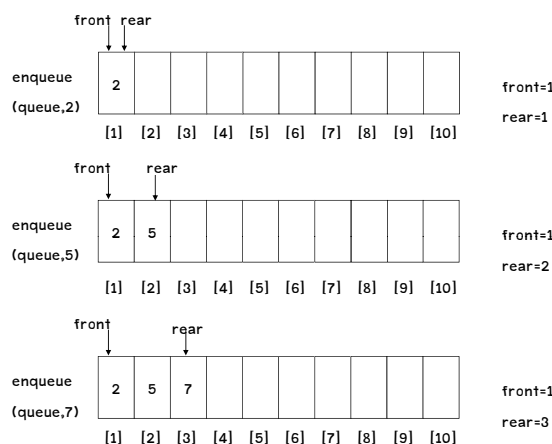 front rear
enqueue
(queue,2)
2
front=1
rear=1
[1] [2] [3] [4] [5] [6] [7] [8] [9] [10]
front rear
enqueue
(queue,5)
2 5
front=1
rear=2
[1] [2] [3] [4] [5] [6] [7] [8] [9] [10]
front rear
enqueue
(queue,7)
2 5 7
front=1
rear=3
[1] [2] [3] [4] [5] [6] [7] [8] [9] [10]